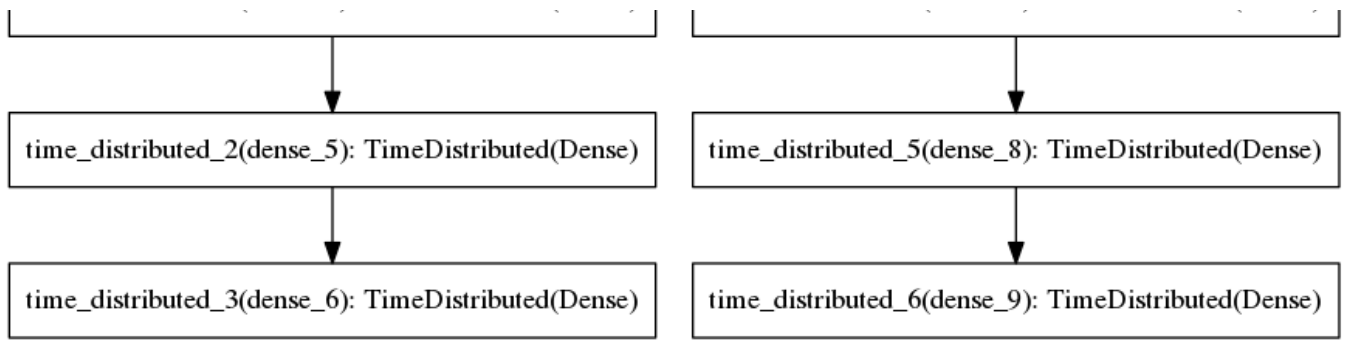 time_distributed_2(dense_5): TimeDistributed(Dense)
time_distributed_5(dense_8): TimeDistributed(Dense)
time_distributed_3(dense_6): TimeDistributed(Dense)
time_distributed_6(dense_9): TimeDistributed(Dense)